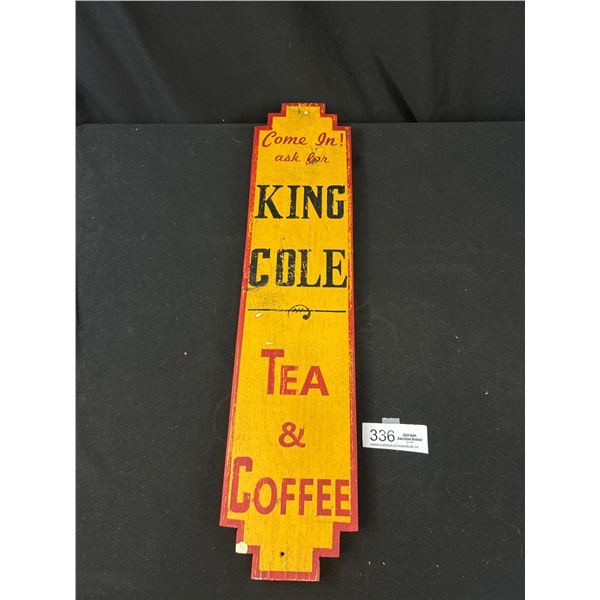 Come In!
ask for
KING
COLE
TEA
&
COFFEE
336